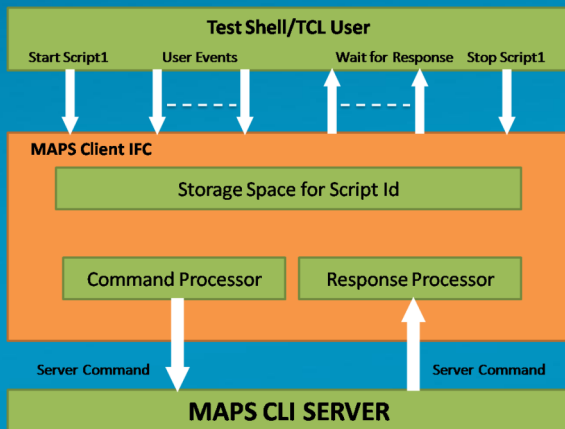 Test Shell/TCL User
Start Script1 User Events Wait for Response Stop Script1
MAPS Client IFC
Storage Space for Script Id
Command Processor Response Processor
Server Command Server Command
MAPS CLI SERVER